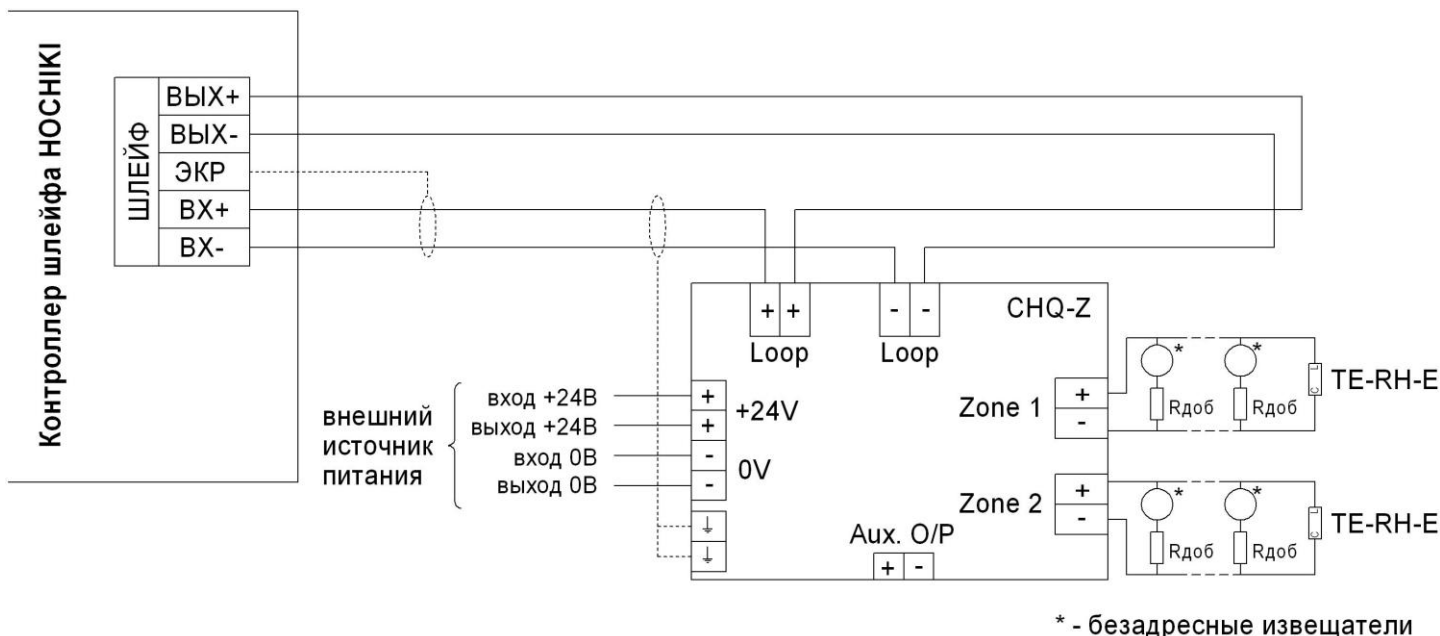 Контроллер шлейфа HOCHIKI
ШЛЕЙФ
ВЫХ+
ВЫХ-
ЭКР
ВХ+
ВХ-
+ +
- -
CHQ-Z
Loop
Loop
внешний
источник
питания
вход +24В
выход +24В
вход 0В
выход 0В
+
+
-
-
+24V
0V
Zone 1
+
-
*
*
Rдоб
Rдоб
L
C
TE-RH-E
Zone 2
+
-
*
*
Rдоб
Rдоб
L
C
TE-RH-E
Aux. O/P
+ -
* - безадресные извещатели